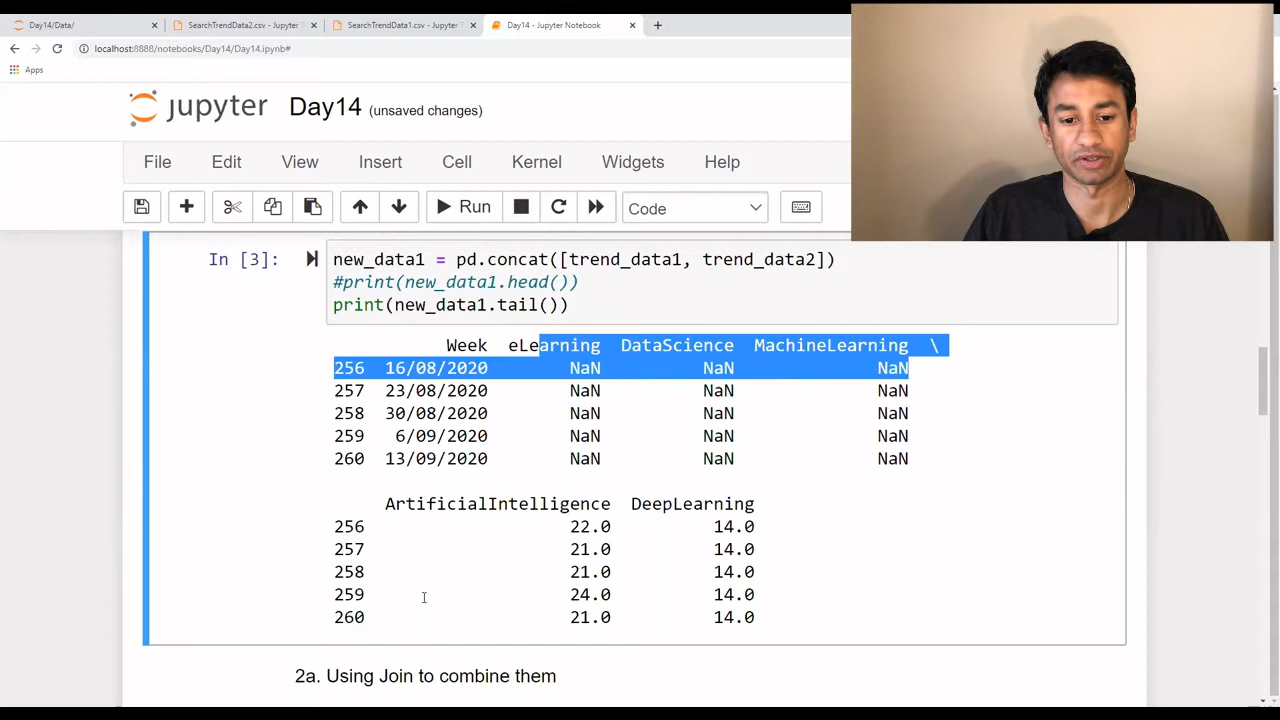 Day14/Data/
SearchTrendData2.csv - Jupyter T
SearchTrendData1.csv - Jupyter T
Day14 - Jupyter Notebook
localhost:8888/notebooks/Day14/Day14.ipynb#
Apps
jupyter Day14 (unsaved changes)
File Edit View Insert Cell Kernel Widgets Help
Run Code
In [3]: new_data1 = pd.concat([trend_data1, trend_data2])
#print(new_data1.head())
print(new_data1.tail())
Week eLearning DataScience MachineLearning \
256 16/08/2020 NaN NaN NaN
257 23/08/2020 NaN NaN NaN
258 30/08/2020 NaN NaN NaN
259 6/09/2020 NaN NaN NaN
260 13/09/2020 NaN NaN NaN
ArtificialIntelligence DeepLearning
256 22.0 14.0
257 21.0 14.0
258 21.0 14.0
259 24.0 14.0
260 21.0 14.0
2a. Using Join to combine them